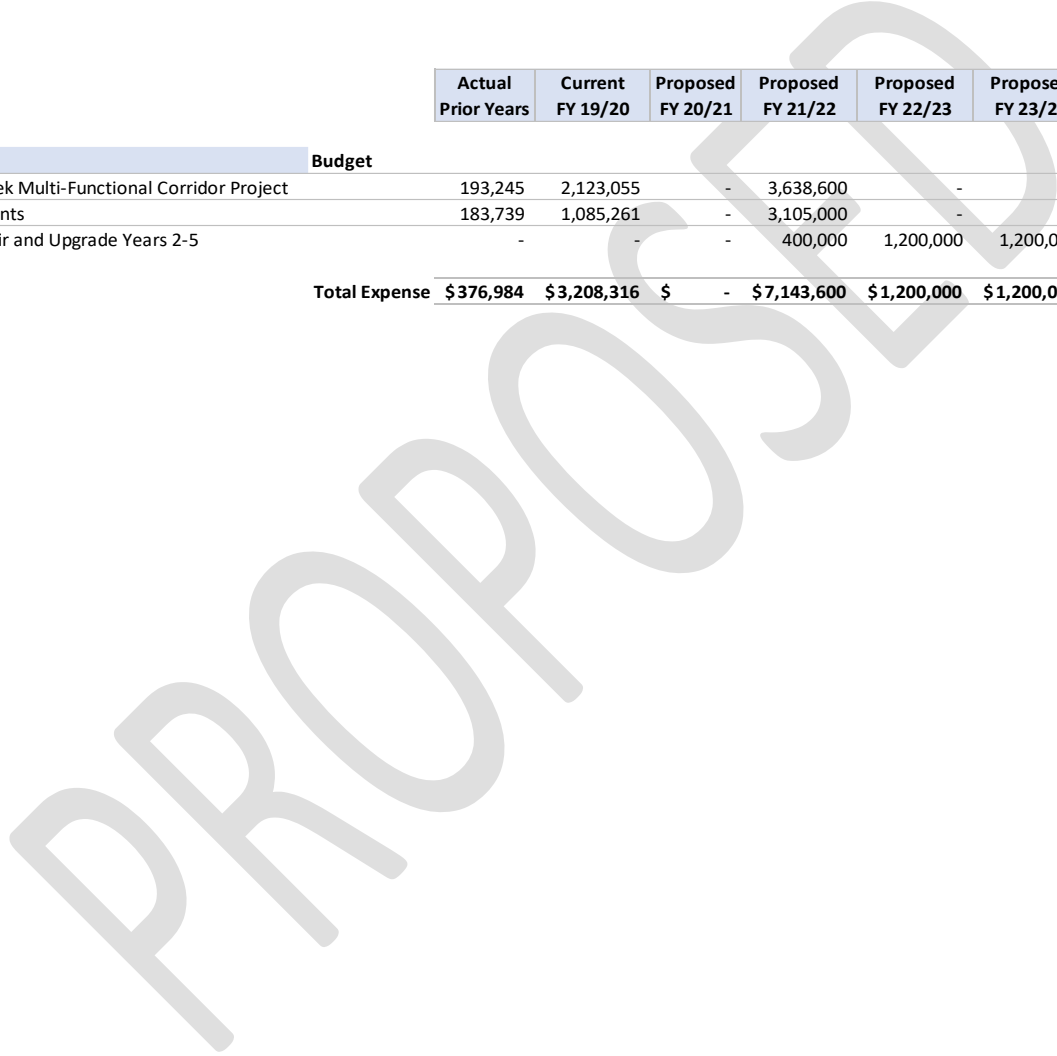 Actual Current Proposed Proposed Proposed
Prior Years FY 19/20 FY 20/21 FY 21/22 FY 22/23
Budget
Multi-Functional Corridor Project 193,245 2,123,055 - 3,638,600 -
183,739 1,085,261 - 3,105,000 -
and Upgrade Years 2-5 - - - 400,000 1,200,000
Total Expense $376,984 $3,208,316 $ - $7,143,600 $1,200,000
PROPOSED